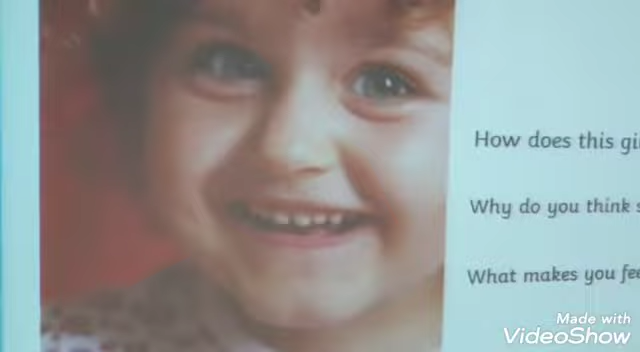 How does this
Why do you think
What makes you
Made with
VideoShow